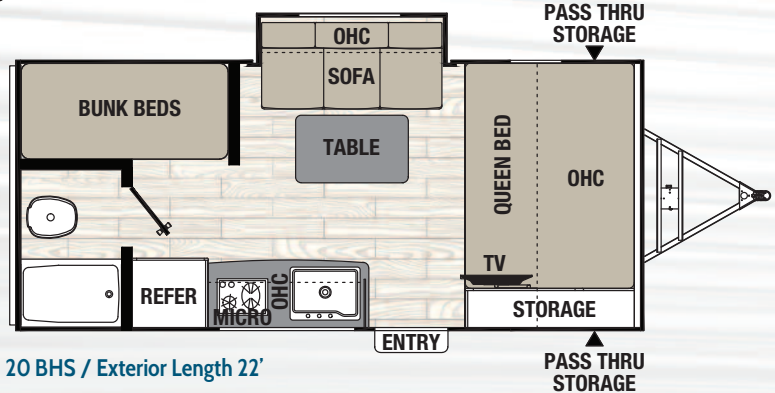 PASS THRU
STORAGE
OHC
SOFA
BUNK BEDS
TABLE
QUEEN BED
OHC
TV
REFER
OHC
MICRO
STORAGE
ENTRY
PASS THRU
STORAGE
20 BHS / Exterior Length 22'